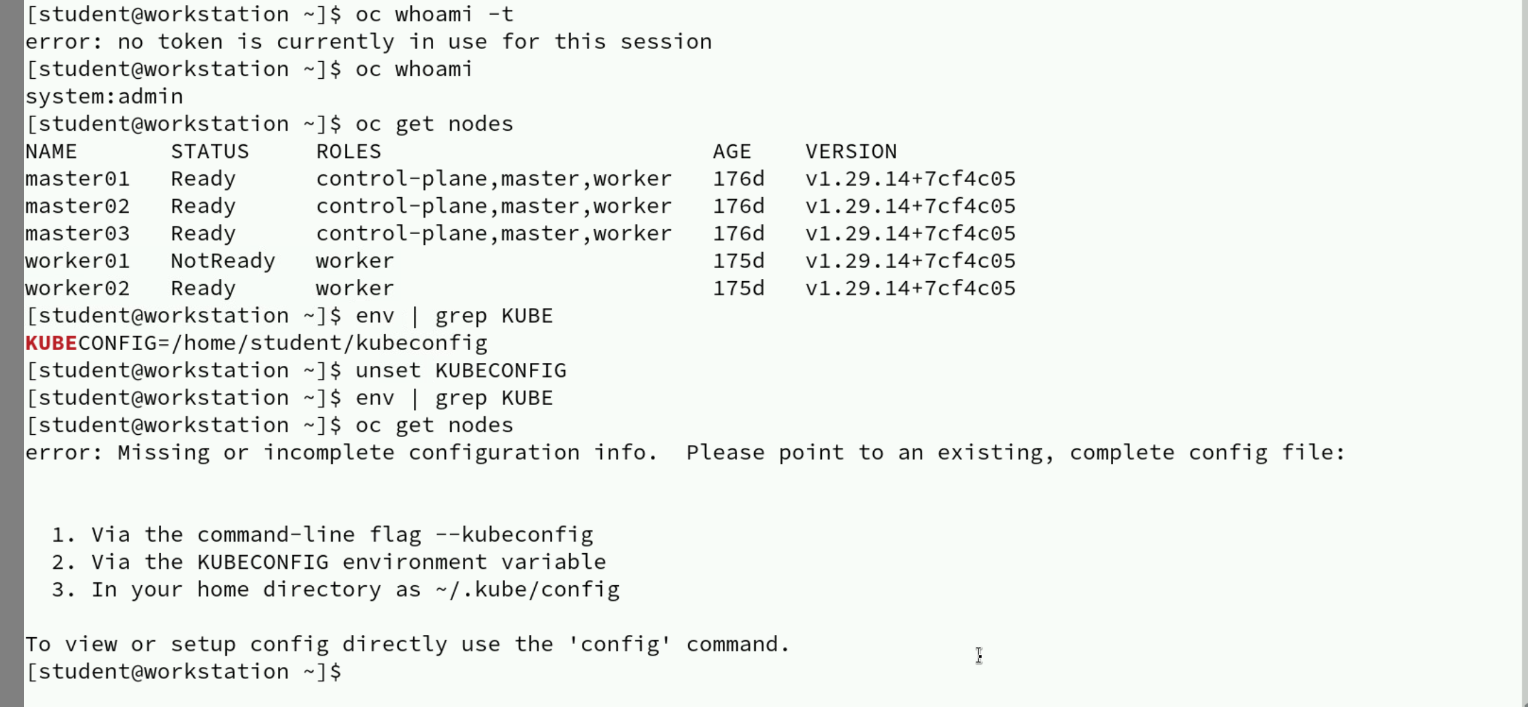 [student@workstation ~]$ oc whoami -t
error: no token is currently in use for this session
[student@workstation ~]$ oc whoami
system:admin
[student@workstation ~]$ oc get nodes
NAME       STATUS     ROLES                         AGE    VERSION
master01   Ready      control-plane,master,worker   176d   v1.29.14+7cf4c05
master02   Ready      control-plane,master,worker   176d   v1.29.14+7cf4c05
master03   Ready      control-plane,master,worker   176d   v1.29.14+7cf4c05
worker01   NotReady   worker                        175d   v1.29.14+7cf4c05
worker02   Ready      worker                        175d   v1.29.14+7cf4c05
[student@workstation ~]$ env | grep KUBE
KUBECONFIG=/home/student/kubeconfig
[student@workstation ~]$ unset KUBECONFIG
[student@workstation ~]$ env | grep KUBE
[student@workstation ~]$ oc get nodes
error: Missing or incomplete configuration info.  Please point to an existing, complete config file:
  1. Via the command-line flag --kubeconfig
  2. Via the KUBECONFIG environment variable
  3. In your home directory as ~/.kube/config
To view or setup config directly use the 'config' command.
[student@workstation ~]$